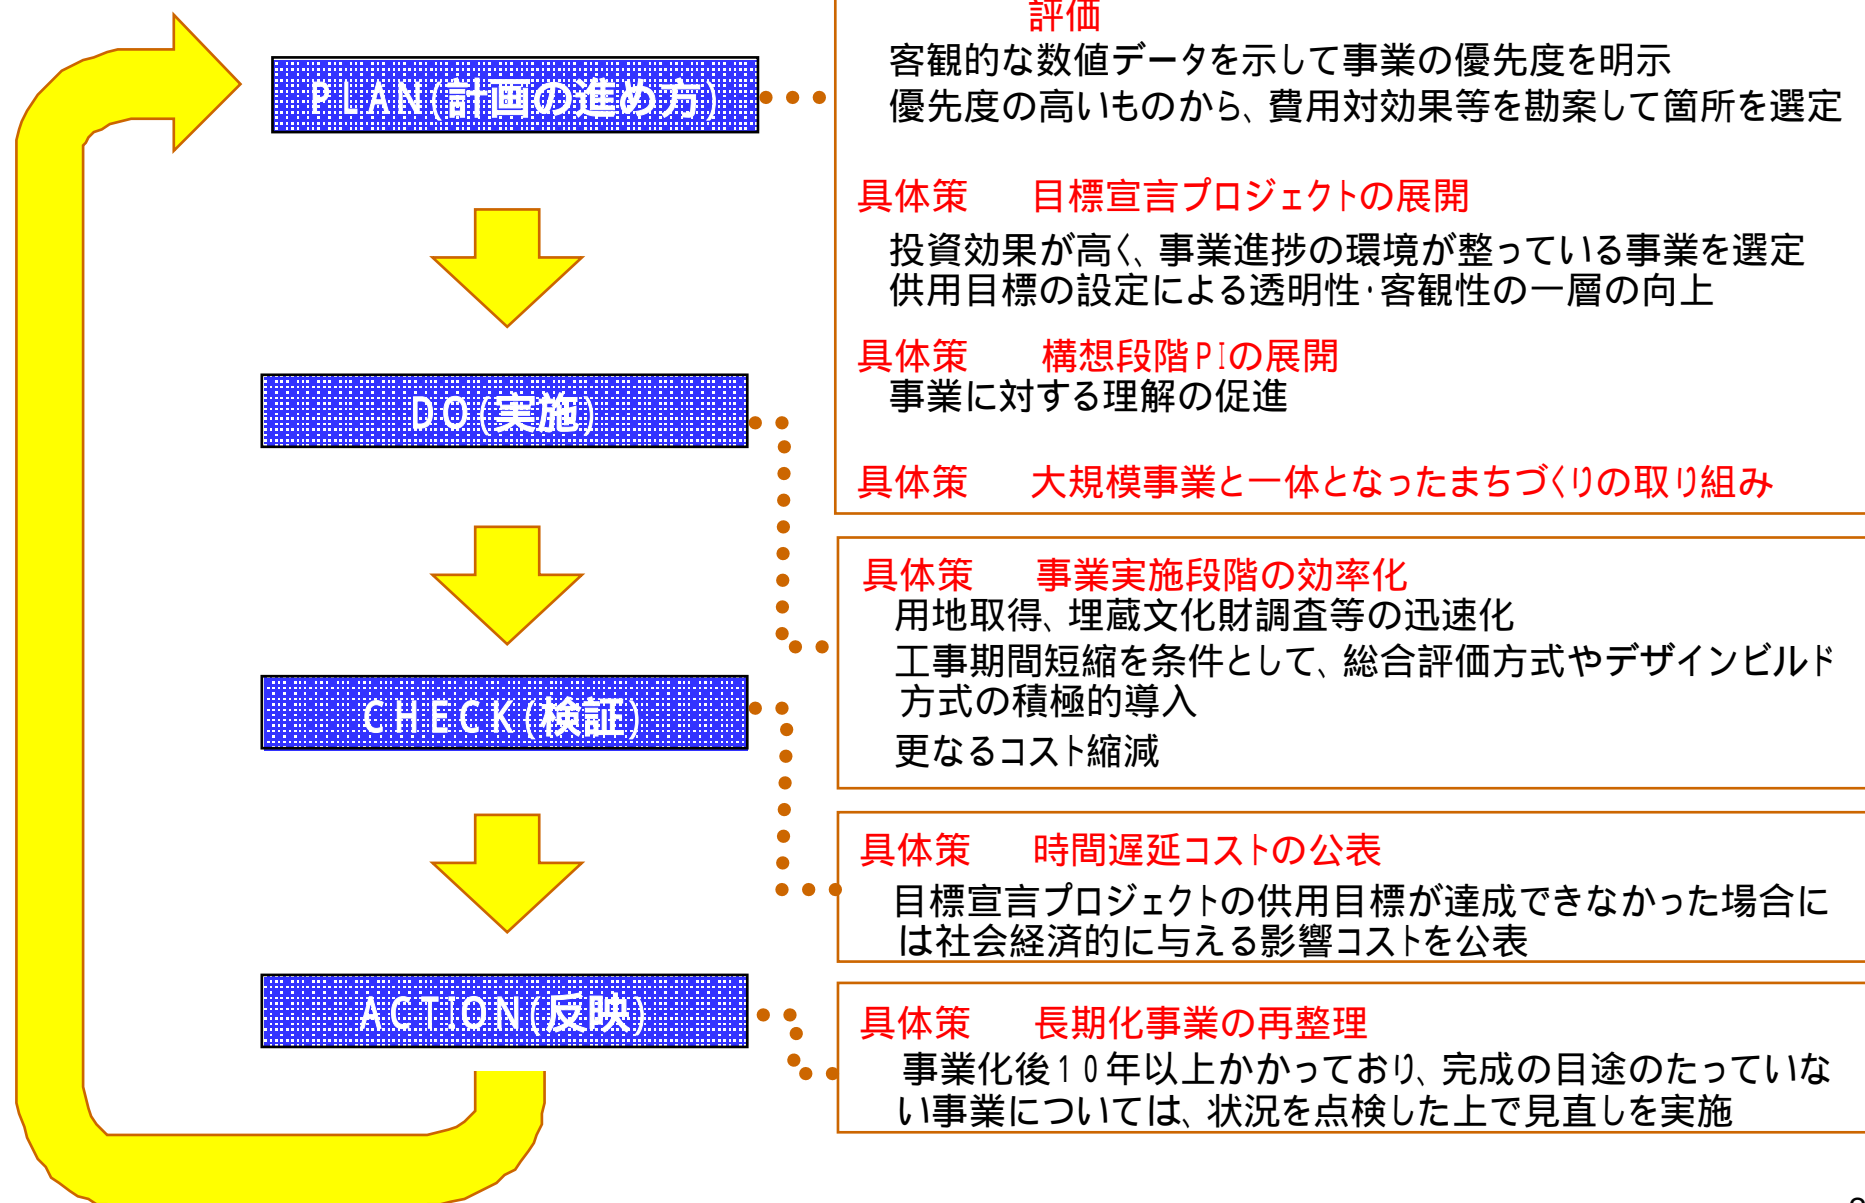 PLAN(計画の進め方)
DO(実施)
CHECK(検証)
ACTION(反映)
評価
客観的な数値データを示して事業の優先度を明示
優先度の高いものから、費用対効果等を勘案して箇所を選定
具体策 目標宣言プロジェクトの展開
投資効果が高く、事業進捗の環境が整っている事業を選定
供用目標の設定による透明性・客観性の一層の向上
具体策 構想段階PIの展開
事業に対する理解の促進
具体策 大規模事業と一体となったまちづくりの取り組み
具体策 事業実施段階の効率化
用地取得、埋蔵文化財調査等の迅速化
工事期間短縮を条件として、総合評価方式やデザインビルド
方式の積極的導入
更なるコスト縮減
具体策 時間遅延コストの公表
目標宣言プロジェクトの供用目標が達成できなかった場合に
は社会経済的に与える影響コストを公表
具体策 長期化事業の再整理
事業化後10年以上かかっており、完成の目途のたっていな
い事業については、状況を点検した上で見直しを実施